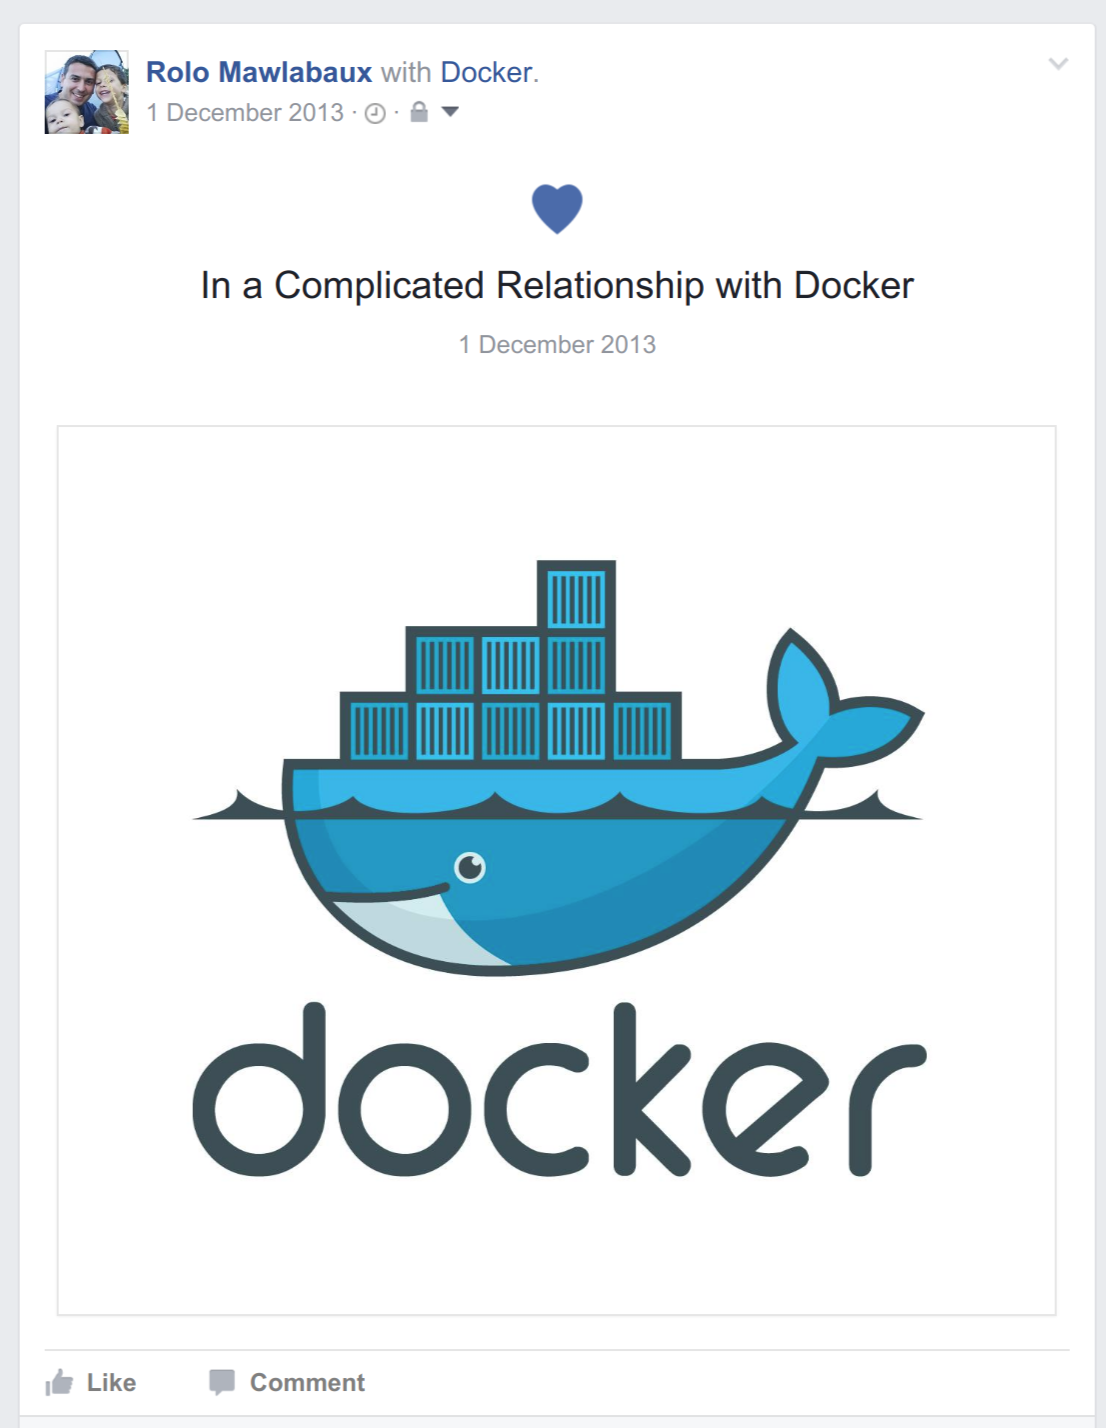 Rolo Mawlabaux with Docker.
1 December 2013 · ·
In a Complicated Relationship with Docker
1 December 2013
docker
Like Comment